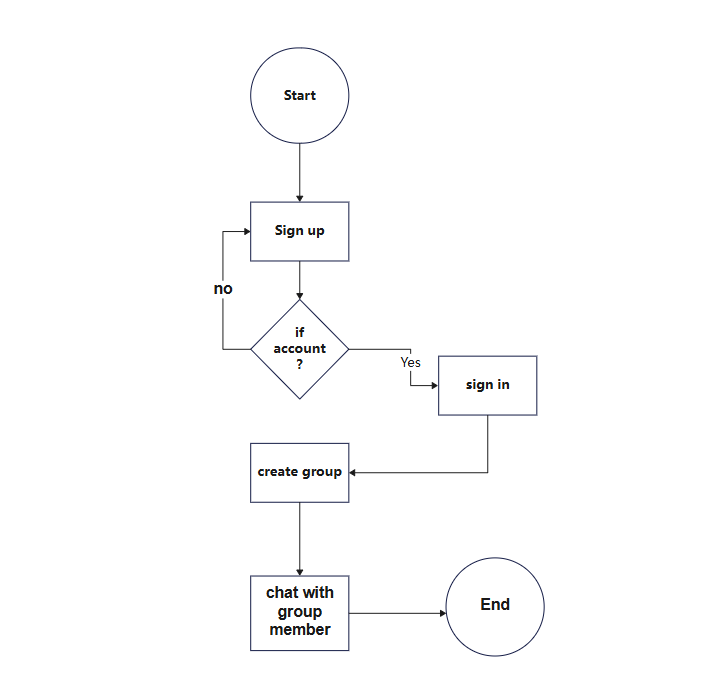 Start
Sign up
no
if
account
?
Yes
sign in
create group
chat with
group
member
End